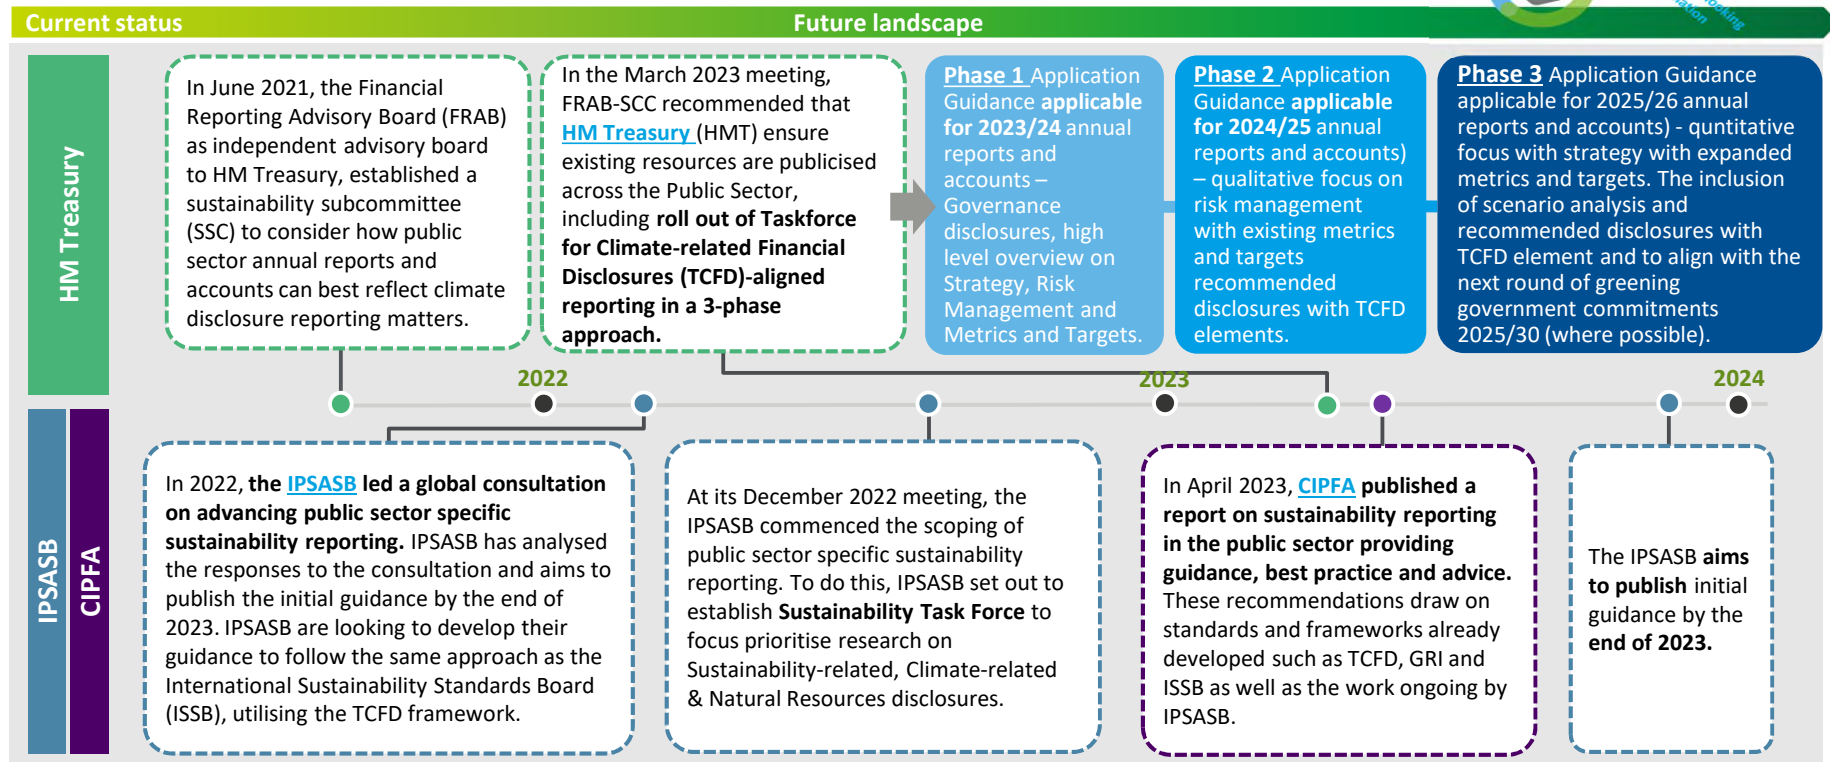 Current status
Future landscape
looking
HM Treasury
In June 2021, the Financial
Reporting Advisory Board (FRAB)
as independent advisory board
to HM Treasury, established a
sustainability subcommittee
(SSC) to consider how public
sector annual reports and
accounts can best reflect climate
disclosure reporting matters.
In the March 2023 meeting,
FRAB-SCC recommended that
HM Treasury (HMT) ensure
existing resources are publicised
across the Public Sector,
including roll out of Taskforce
for Climate-related Financial
Disclosures (TCFD)-aligned
reporting in a 3-phase
approach.
Phase 1 Application
Guidance applicable
for 2023/24 annual
reports and
accounts –
Governance
disclosures, high
level overview on
Strategy, Risk
Management and
Metrics and Targets.
Phase 2 Application
Guidance applicable
for 2024/25 annual
reports and accounts)
– qualitative focus on
risk management
with existing metrics
and targets
recommended
disclosures with TCFD
elements.
Phase 3 Application Guidance
applicable for 2025/26 annual
reports and accounts) - quntitative
focus with strategy with expanded
metrics and targets. The inclusion
of scenario analysis and
recommended disclosures with
TCFD element and to align with the
next round of greening
government commitments
2025/30 (where possible).
2022
2023
2024
IPSASB
CIPFA
In 2022, the IPSASB led a global consultation
on advancing public sector specific
sustainability reporting. IPSASB has analysed
the responses to the consultation and aims to
publish the initial guidance by the end of
2023. IPSASB are looking to develop their
guidance to follow the same approach as the
International Sustainability Standards Board
(ISSB), utilising the TCFD framework.
At its December 2022 meeting, the
IPSASB commenced the scoping of
public sector specific sustainability
reporting. To do this, IPSASB set out to
establish Sustainability Task Force to
focus prioritise research on
Sustainability-related, Climate-related
& Natural Resources disclosures.
In April 2023, CIPFA published a
report on sustainability reporting
in the public sector providing
guidance, best practice and advice.
These recommendations draw on
standards and frameworks already
developed such as TCFD, GRI and
ISSB as well as the work ongoing by
IPSASB.
The IPSASB aims
to publish initial
guidance by the
end of 2023.